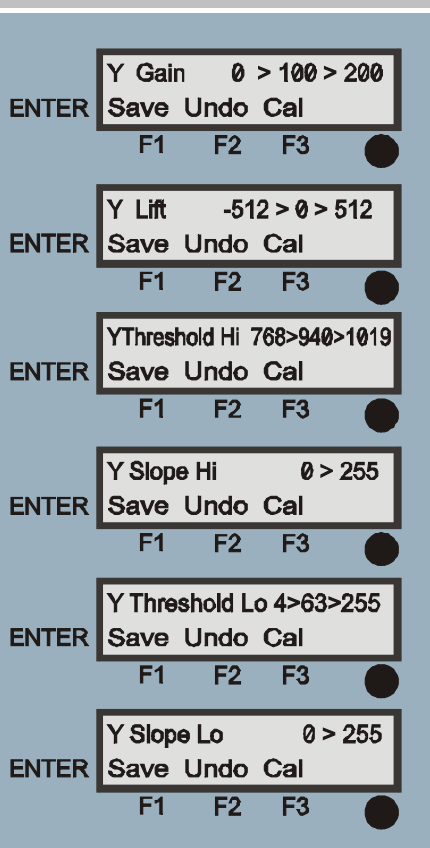 Y Gain 0 > 100 > 200
ENTER Save Undo Cal
F1 F2 F3
Y Lift -512 > 0 > 512
ENTER Save Undo Cal
F1 F2 F3
YThreshold Hi 768>940>1019
ENTER Save Undo Cal
F1 F2 F3
Y Slope Hi 0 > 255
ENTER Save Undo Cal
F1 F2 F3
Y Threshold Lo 4>63>255
ENTER Save Undo Cal
F1 F2 F3
Y Slope Lo 0 > 255
ENTER Save Undo Cal
F1 F2 F3